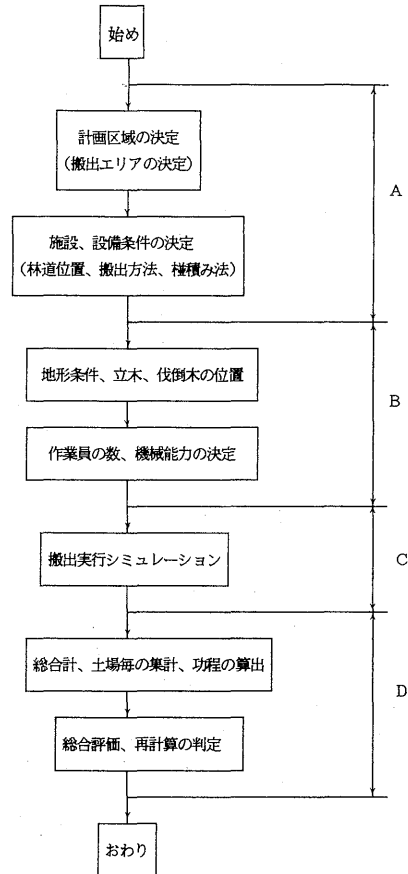 始め
計画区域の決定
(搬出エリアの決定)
A
施設、設備条件の決定
(林道位置、搬出方法、椪積み法)
地形条件、立木、伐倒木の位置
B
作業員の数、機械能力の決定
搬出実行シミュレーション
C
総合計、土場毎の集計、功程の算出
D
総合評価、再計算の判定
おわり